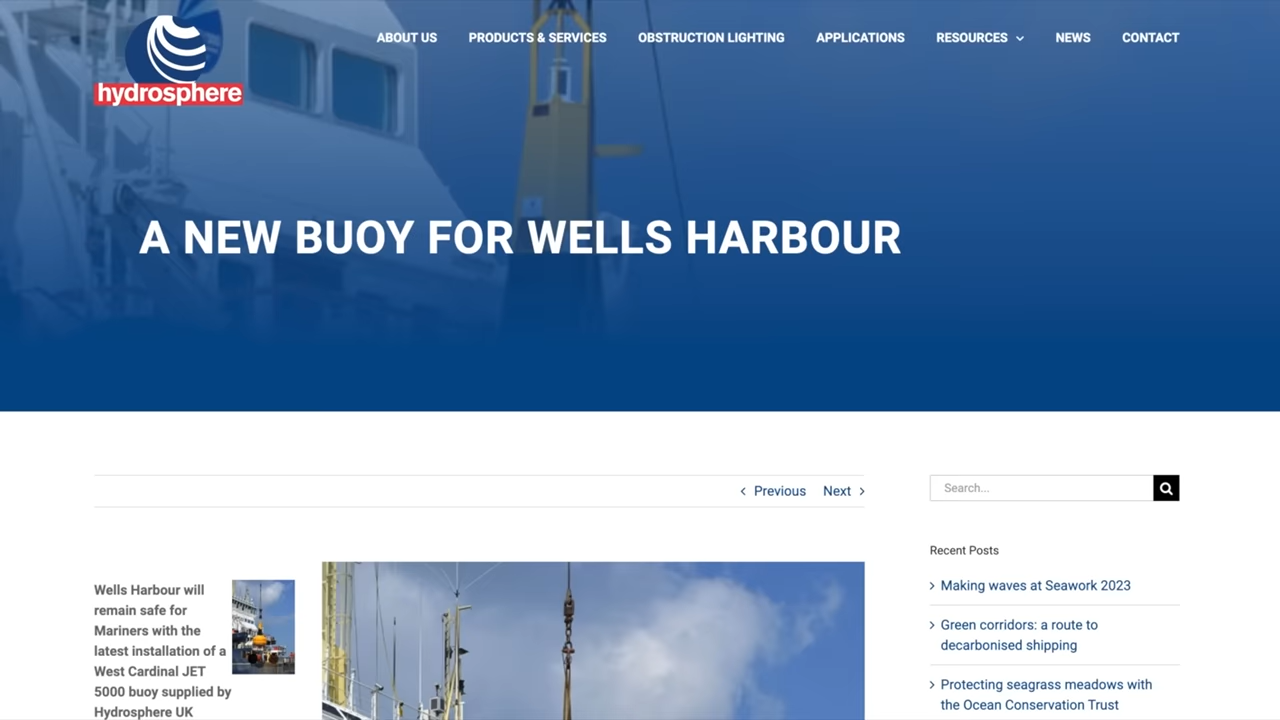 hydrosphere
ABOUT US PRODUCTS & SERVICES OBSTRUCTION LIGHTING APPLICATIONS RESOURCES NEWS CONTACT
A NEW BUOY FOR WELLS HARBOUR
Previous Next
Wells Harbour will
remain safe for
Mariners with the
latest installation of a
West Cardinal JET
5000 buoy supplied by
Hydrosphere UK
Search...
Recent Posts
Making waves at Seawork 2023
Green corridors: a route to
decarbonised shipping
Protecting seagrass meadows with
the Ocean Conservation Trust